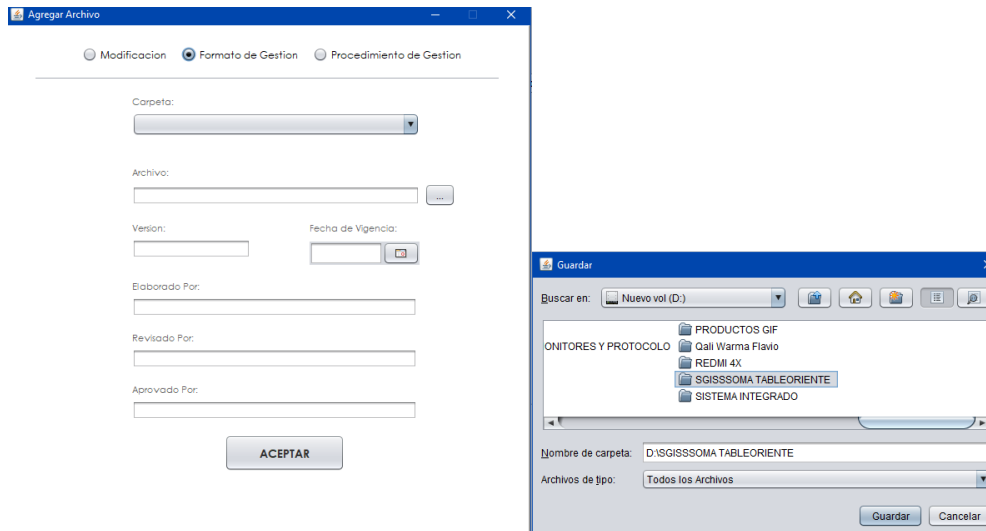 Agregar Archivo
Modificacion Formato de Gestion Procedimiento de Gestion
Carpeta:
Archivo:
...
Version: Fecha de Vigencia:
Elaborado Por:
Revisado Por:
Aprovado Por:
ACEPTAR
Guardar
Buscar en: Nuevo vol (D:)
PRODUCTOS GIF
ONITORES Y PROTOCOLO Qali Warma Flavio
REDMI 4X
SGISSSOMA TABLEORIENTE
SISTEMA INTEGRADO
Nombre de carpeta: D:\SGISSSOMA TABLEORIENTE
Archivos de tipo: Todos los Archivos
Guardar Cancelar